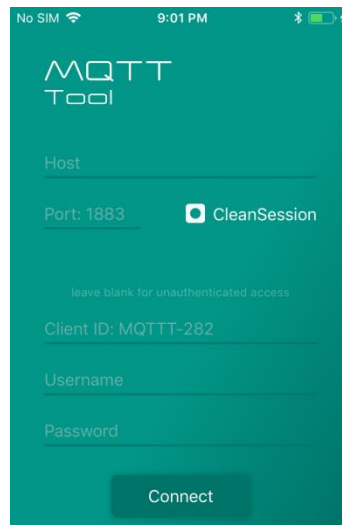 No SIM 9:01 PM
MQTT
Tool
Host
Port: 1883 CleanSession
leave blank for unauthenticated access
Client ID: MQTTT-282
Username
Password
Connect